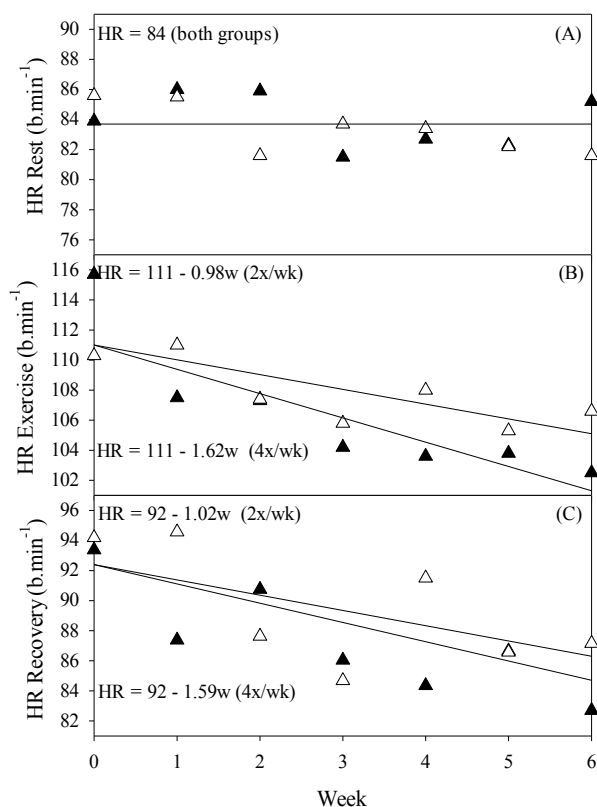 HR = 84 (both groups)
(A)
90
88
86
84
82
80
78
76
HR Rest (b.min⁻¹)
HR = 111 - 0.98w (2x/wk)
(B)
116
114
112
110
108
106
104
102
HR Exercise (b.min⁻¹)
HR = 111 - 1.62w (4x/wk)
HR = 92 - 1.02w (2x/wk)
(C)
96
94
92
90
88
86
84
82
HR Recovery (b.min⁻¹)
HR = 92 - 1.59w (4x/wk)
0 1 2 3 4 5 6
Week